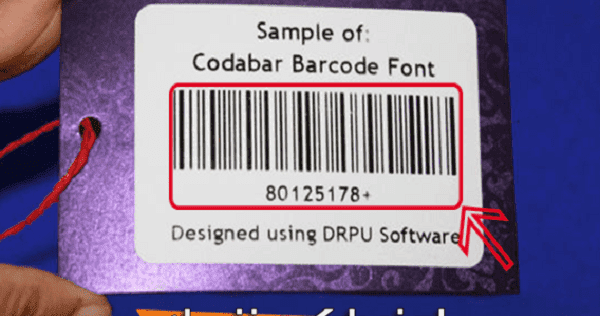 Sample of:
Codabar Barcode Font
80125178+
Designed using DRPU Software